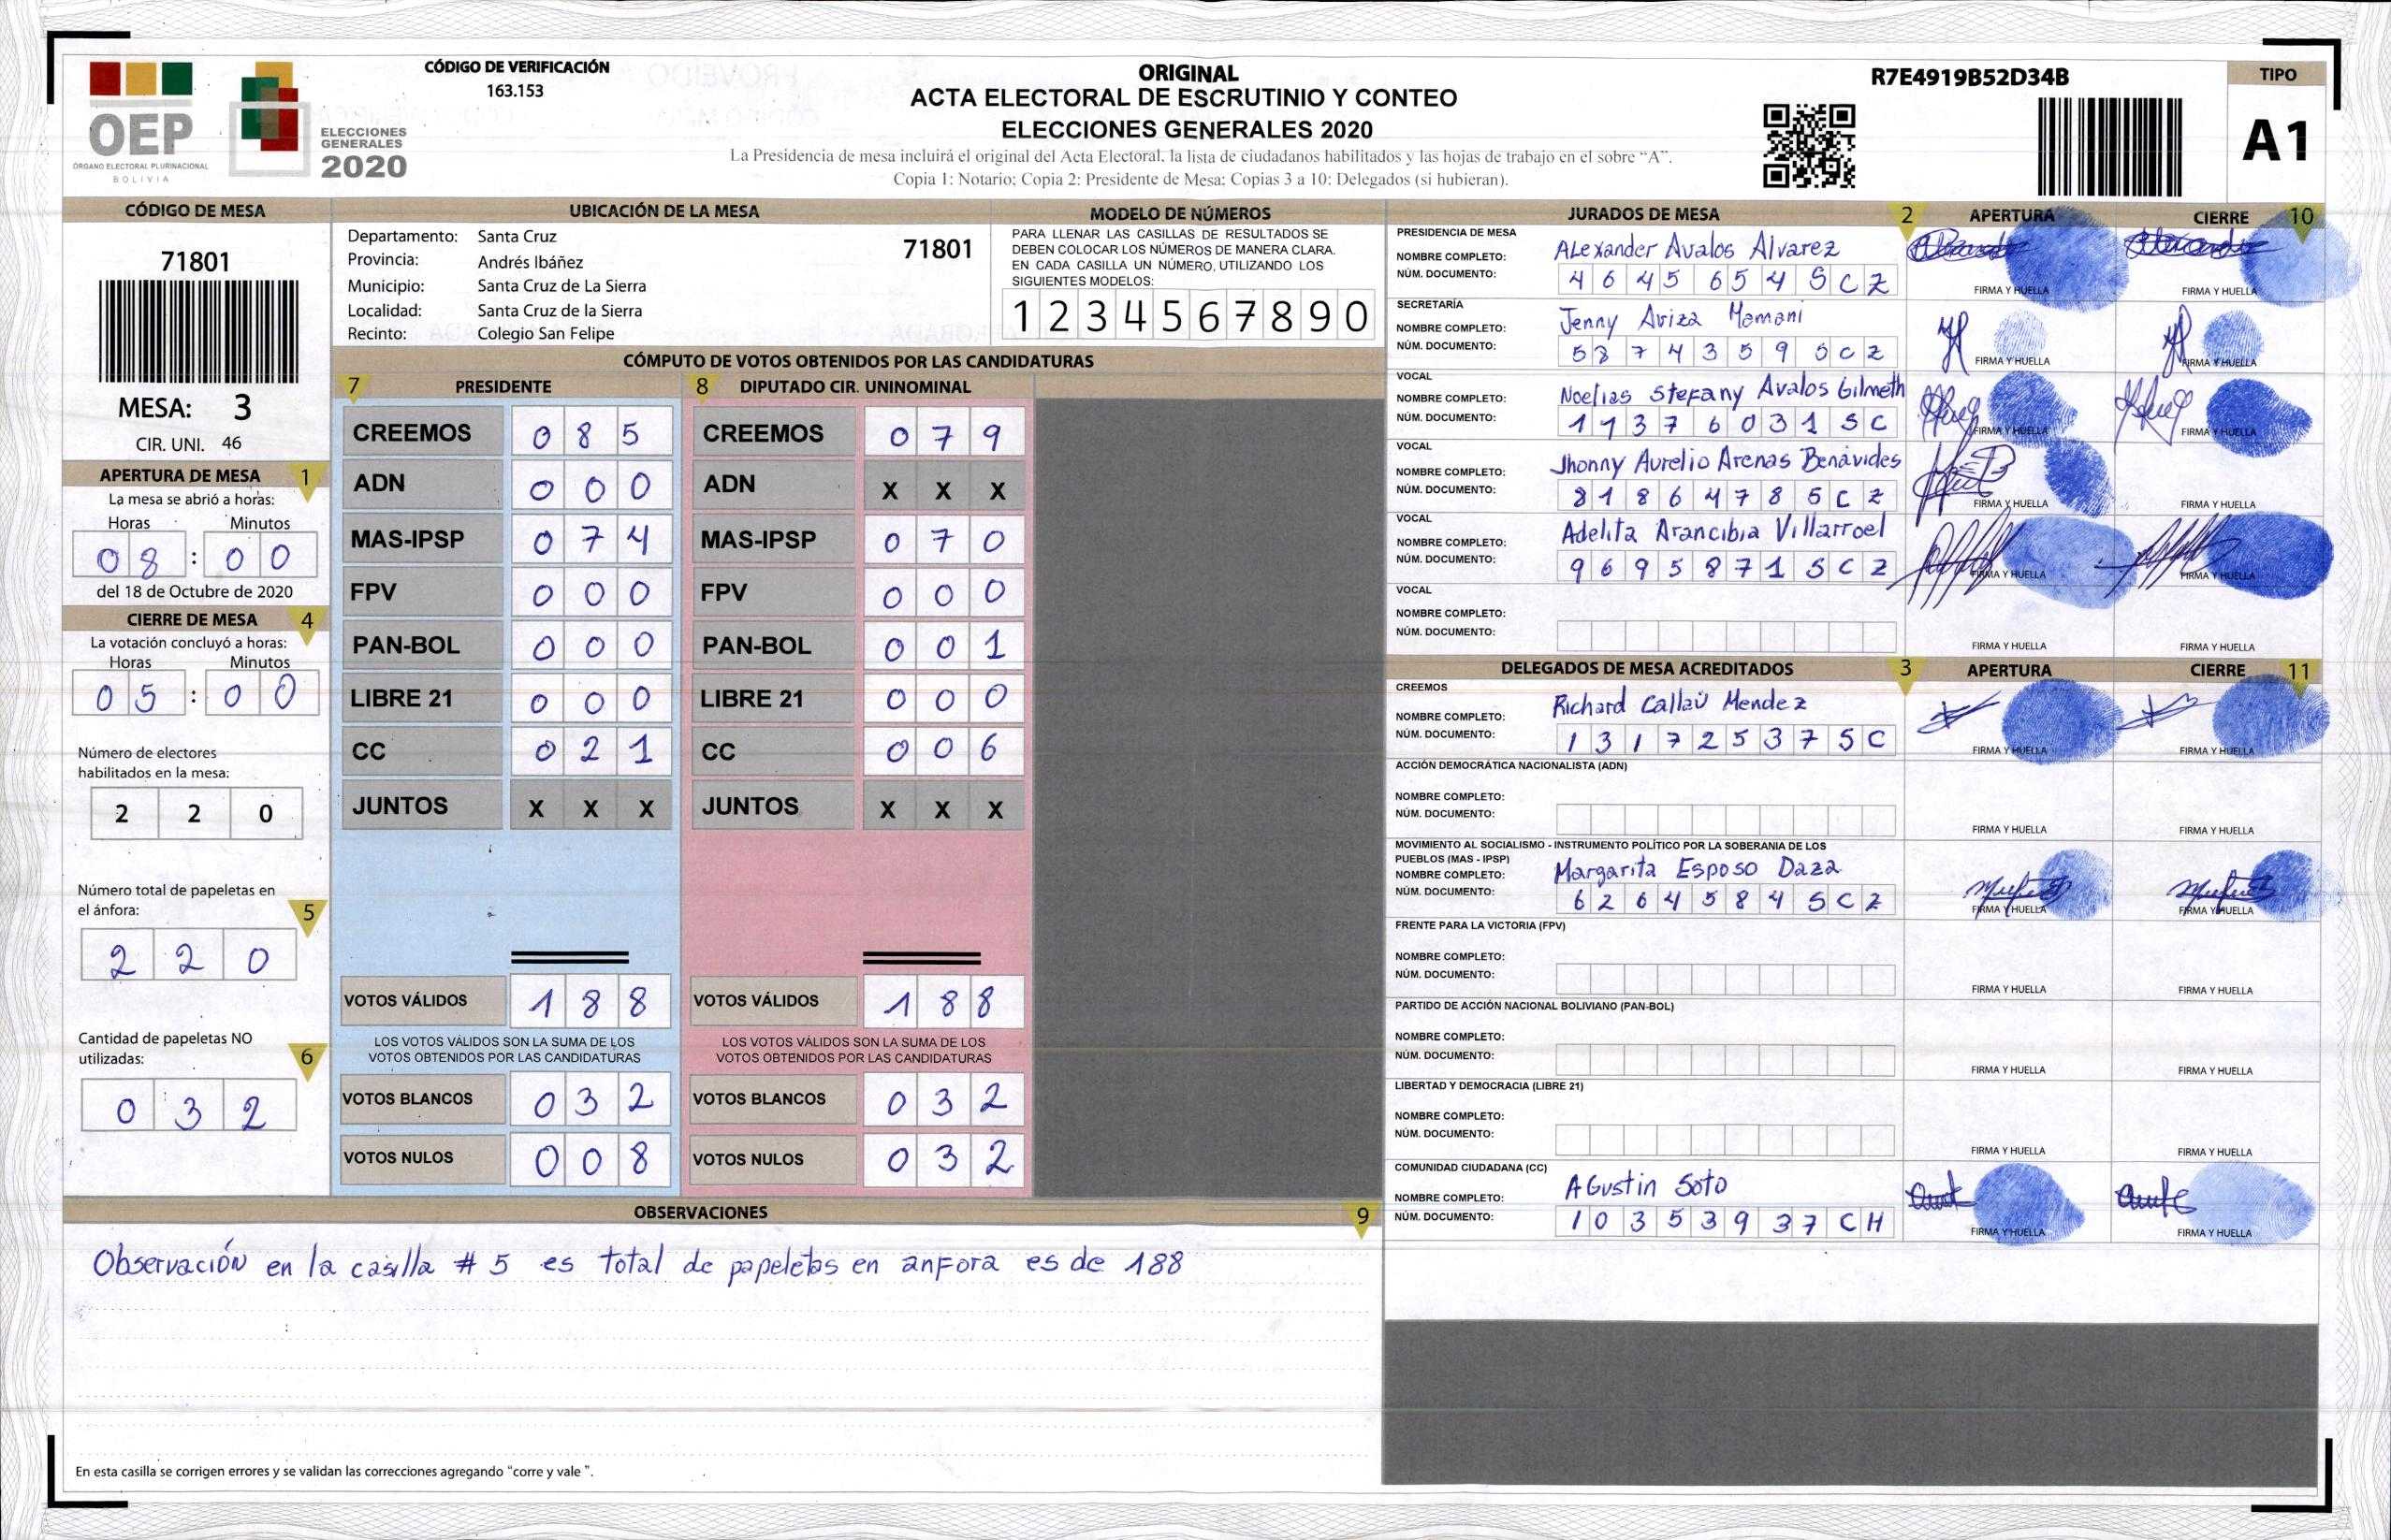 OEP
ÓRGANO ELECTORAL PLURINACIONAL
BOLIVIA
ELECCIONES
GENERALES
2020
CÓDIGO DE VERIFICACIÓN
163.153
ORIGINAL
ACTA ELECTORAL DE ESCRUTINIO Y CONTEO
ELECCIONES GENERALES 2020
La Presidencia de mesa incluirá el original del Acta Electoral, la lista de ciudadanos habilitados y las hojas de trabajo en el sobre “A”.
Copia 1: Notario; Copia 2: Presidente de Mesa; Copias 3 a 10: Delegados (si hubieran).
R7E4919B52D34B
TIPO
A1
CÓDIGO DE MESA
71801
MESA: 3
CIR. UNI. 46
APERTURA DE MESA 1
La mesa se abrió a horas:
Horas Minutos
08 : 00
del 18 de Octubre de 2020
CIERRE DE MESA 4
La votación concluyó a horas:
Horas Minutos
05 : 00
Número de electores
habilitados en la mesa:
2 2 0
Número total de papeletas en
el ánfora: 5
2 2 0
Cantidad de papeletas NO
utilizadas: 6
0 3 2
UBICACIÓN DE LA MESA
Departamento: Santa Cruz 71801
Provincia: Andrés Ibáñez
Municipio: Santa Cruz de La Sierra
Localidad: Santa Cruz de la Sierra
Recinto: Colegio San Felipe
MODELO DE NÚMEROS
PARA LLENAR LAS CASILLAS DE RESULTADOS SE
DEBEN COLOCAR LOS NÚMEROS DE MANERA CLARA.
EN CADA CASILLA UN NÚMERO, UTILIZANDO LOS
SIGUIENTES MODELOS:
1 2 3 4 5 6 7 8 9 0
CÓMPUTO DE VOTOS OBTENIDOS POR LAS CANDIDATURAS
7 PRESIDENTE 8 DIPUTADO CIR. UNINOMINAL
CREEMOS 0 8 5 CREEMOS 0 7 9
ADN 0 0 0 ADN X X X
MAS-IPSP 0 7 4 MAS-IPSP 0 7 0
FPV 0 0 0 FPV 0 0 0
PAN-BOL 0 0 0 PAN-BOL 0 0 1
LIBRE 21 0 0 0 LIBRE 21 0 0 0
CC 0 2 1 CC 0 0 6
JUNTOS X X X JUNTOS X X X
VOTOS VÁLIDOS 1 8 8 VOTOS VÁLIDOS 1 8 8
LOS VOTOS VÁLIDOS SON LA SUMA DE LOS LOS VOTOS VÁLIDOS SON LA SUMA DE LOS
VOTOS OBTENIDOS POR LAS CANDIDATURAS VOTOS OBTENIDOS POR LAS CANDIDATURAS
VOTOS BLANCOS 0 3 2 VOTOS BLANCOS 0 3 2
VOTOS NULOS 0 0 8 VOTOS NULOS 0 3 2
OBSERVACIONES 9
Observación en la casilla # 5 es total de papeletas en anfora es de 188
En esta casilla se corrigen errores y se validan las correcciones agregando “corre y vale ”.
JURADOS DE MESA 2 APERTURA CIERRE 10
PRESIDENCIA DE MESA
NOMBRE COMPLETO: ALexander Avalos Alvarez
NÚM. DOCUMENTO: 4 6 4 5 6 5 4 S C Z
FIRMA Y HUELLA FIRMA Y HUELLA
SECRETARÍA
NOMBRE COMPLETO: Jenny Aviza Mamani
NÚM. DOCUMENTO: 5 8 7 4 3 5 9 S C Z
FIRMA Y HUELLA FIRMA Y HUELLA
VOCAL
NOMBRE COMPLETO: Noelias Stefany Avalos Gilmeth
NÚM. DOCUMENTO: 1 1 3 7 6 0 3 1 S C
FIRMA Y HUELLA FIRMA Y HUELLA
VOCAL
NOMBRE COMPLETO: Jhonny Aurelio Arenas Benavides
NÚM. DOCUMENTO: 8 1 8 6 4 7 8 S C Z
FIRMA Y HUELLA FIRMA Y HUELLA
VOCAL
NOMBRE COMPLETO: Adelita Arancibia Villarroel
NÚM. DOCUMENTO: 9 6 9 5 8 7 1 S C Z
FIRMA Y HUELLA FIRMA Y HUELLA
VOCAL
NOMBRE COMPLETO:
NÚM. DOCUMENTO:
FIRMA Y HUELLA FIRMA Y HUELLA
DELEGADOS DE MESA ACREDITADOS 3 APERTURA CIERRE 11
CREEMOS
NOMBRE COMPLETO: Richard Callaú Mendez
NÚM. DOCUMENTO: 1 3 1 7 2 5 3 7 S C
FIRMA Y HUELLA FIRMA Y HUELLA
ACCIÓN DEMOCRÁTICA NACIONALISTA (ADN)
NOMBRE COMPLETO:
NÚM. DOCUMENTO:
FIRMA Y HUELLA FIRMA Y HUELLA
MOVIMIENTO AL SOCIALISMO - INSTRUMENTO POLÍTICO POR LA SOBERANIA DE LOS
PUEBLOS (MAS - IPSP)
NOMBRE COMPLETO: Margarita Esposo Daza
NÚM. DOCUMENTO: 6 2 6 4 5 8 4 S C Z
FIRMA Y HUELLA FIRMA Y HUELLA
FRENTE PARA LA VICTORIA (FPV)
NOMBRE COMPLETO:
NÚM. DOCUMENTO:
FIRMA Y HUELLA FIRMA Y HUELLA
PARTIDO DE ACCIÓN NACIONAL BOLIVIANO (PAN-BOL)
NOMBRE COMPLETO:
NÚM. DOCUMENTO:
FIRMA Y HUELLA FIRMA Y HUELLA
LIBERTAD Y DEMOCRACIA (LIBRE 21)
NOMBRE COMPLETO:
NÚM. DOCUMENTO:
FIRMA Y HUELLA FIRMA Y HUELLA
COMUNIDAD CIUDADANA (CC)
NOMBRE COMPLETO: AGustin Soto
NÚM. DOCUMENTO: 1 0 3 5 3 9 3 7 C H
FIRMA Y HUELLA FIRMA Y HUELLA